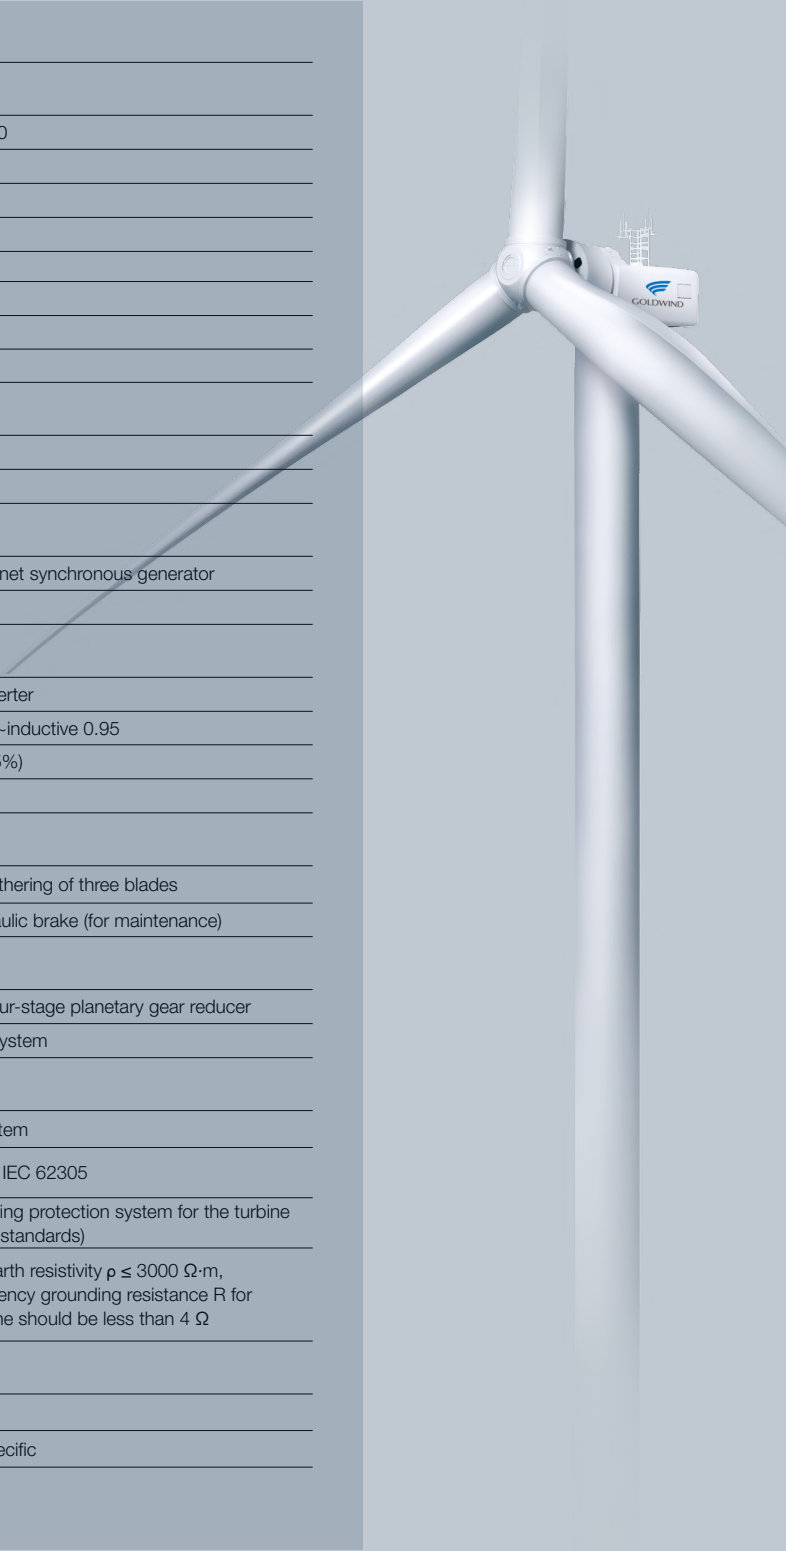 0
GOLDWIND
net synchronous generator
erter
~inductive 0.95
5%)
thering of three blades
aulic brake (for maintenance)
ur-stage planetary gear reducer
ystem
tem
IEC 62305
ing protection system for the turbine
standards)
arth resistivity ρ ≤ 3000 Ω·m,
ency grounding resistance R for
ne should be less than 4 Ω
ecific